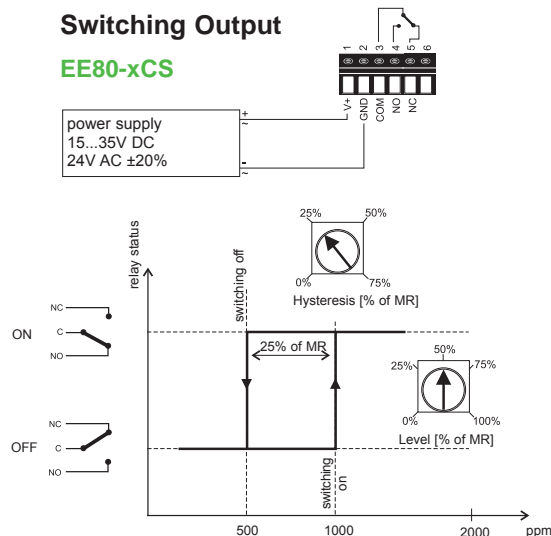 Switching Output
EE80-xCS
1 2 3 4 5 6
V+ GND COM NO NC
power supply
15...35V DC
24V AC ±20%
+
~
-
~
25% 50%
0% 75%
Hysteresis [% of MR]
relay status
switching off
NC
ON C
NO
25% of MR
50%
25% 75%
0% 100%
Level [% of MR]
NC
OFF C
NO
switching
on
500 1000 2000 ppm